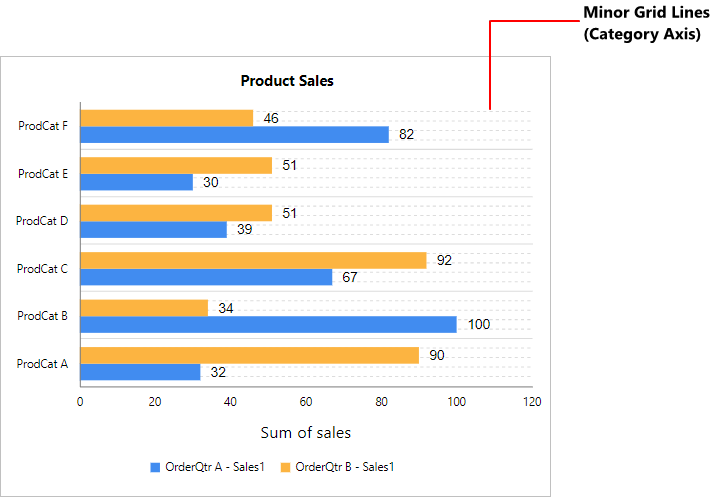 Minor Grid Lines
(Category Axis)
Product Sales
ProdCat F
46
82
ProdCat E
51
30
ProdCat D
51
39
ProdCat C
92
67
ProdCat B
34
100
ProdCat A
90
32
0 20 40 60 80 100 120
Sum of sales
OrderQtr A - Sales1 OrderQtr B - Sales1